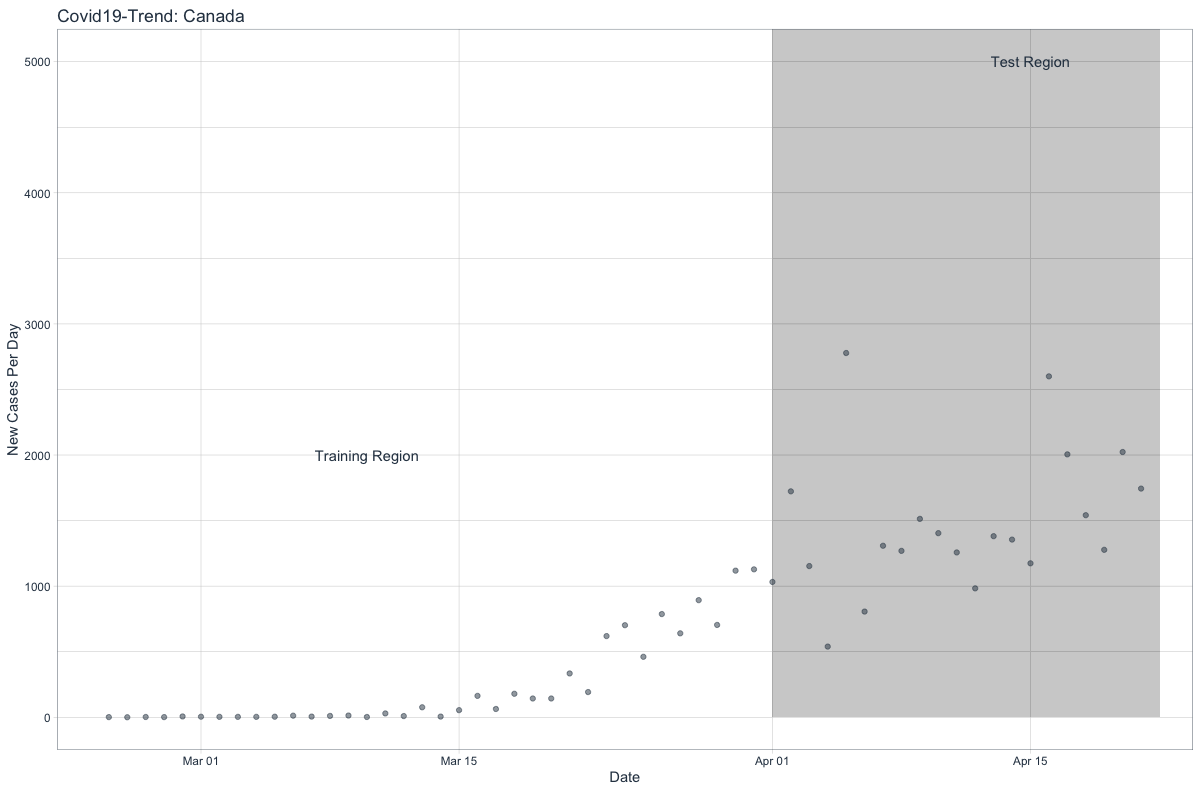 Covid19-Trend: Canada
5000
Test Region
4000
3000
New Cases Per Day
2000
Training Region
1000
0
Mar 01
Mar 15
Apr 01
Apr 15
Date